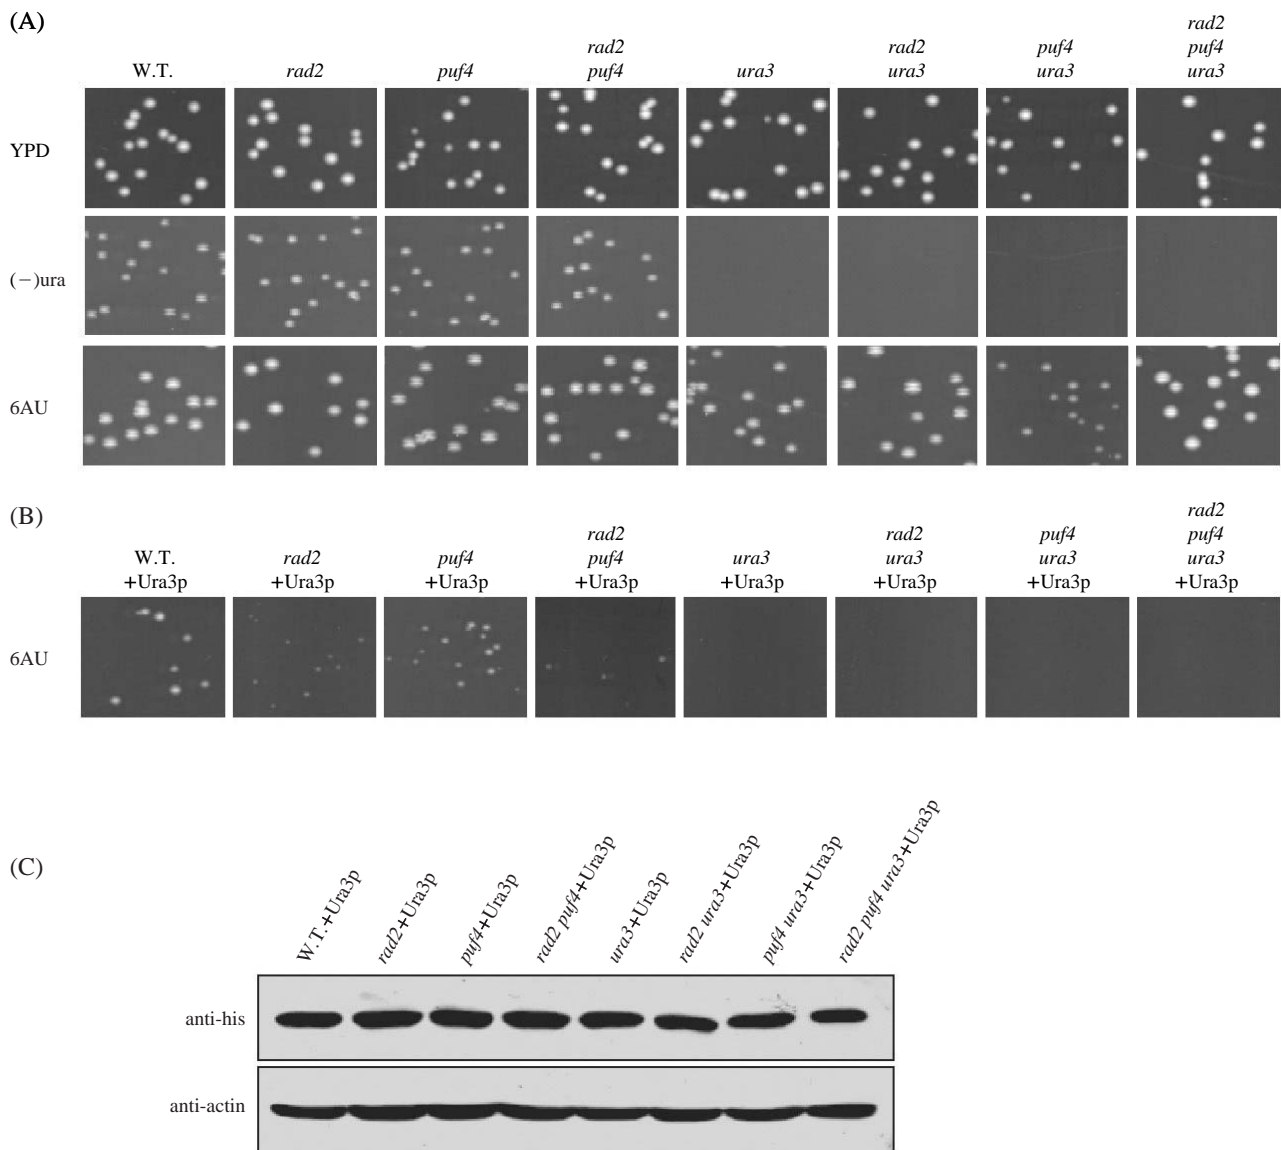 (A)
W.T.
rad2
puf4
rad2
puf4
ura3
rad2
ura3
puf4
ura3
rad2
puf4
ura3
YPD
(−)ura
6AU
(B)
W.T.
+Ura3p
rad2
+Ura3p
puf4
+Ura3p
rad2
puf4
+Ura3p
ura3
+Ura3p
rad2
ura3
+Ura3p
puf4
ura3
+Ura3p
rad2
puf4
ura3
+Ura3p
6AU
(C)
W.T.+Ura3p
rad2+Ura3p
puf4+Ura3p
rad2 puf4+Ura3p
ura3+Ura3p
rad2 ura3+Ura3p
puf4 ura3+Ura3p
rad2 puf4 ura3+Ura3p
anti-his
anti-actin